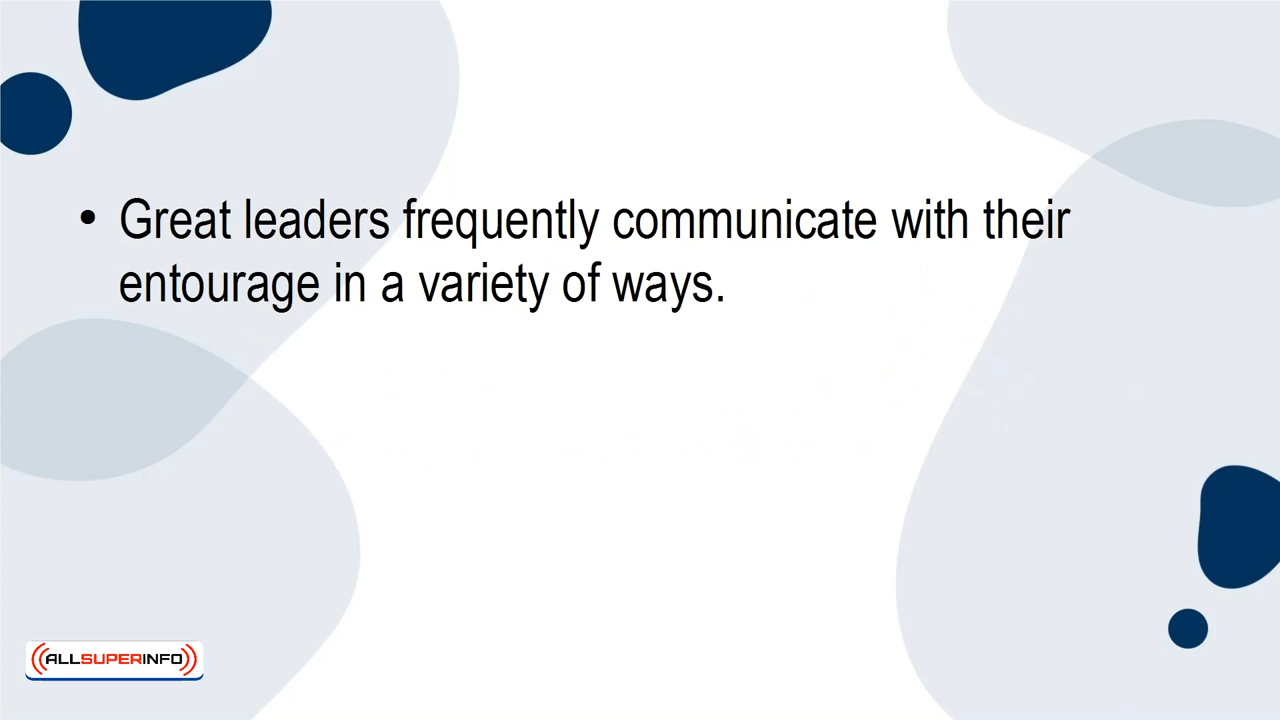 • Great leaders frequently communicate with their
entourage in a variety of ways.
ALLSUPERINFO